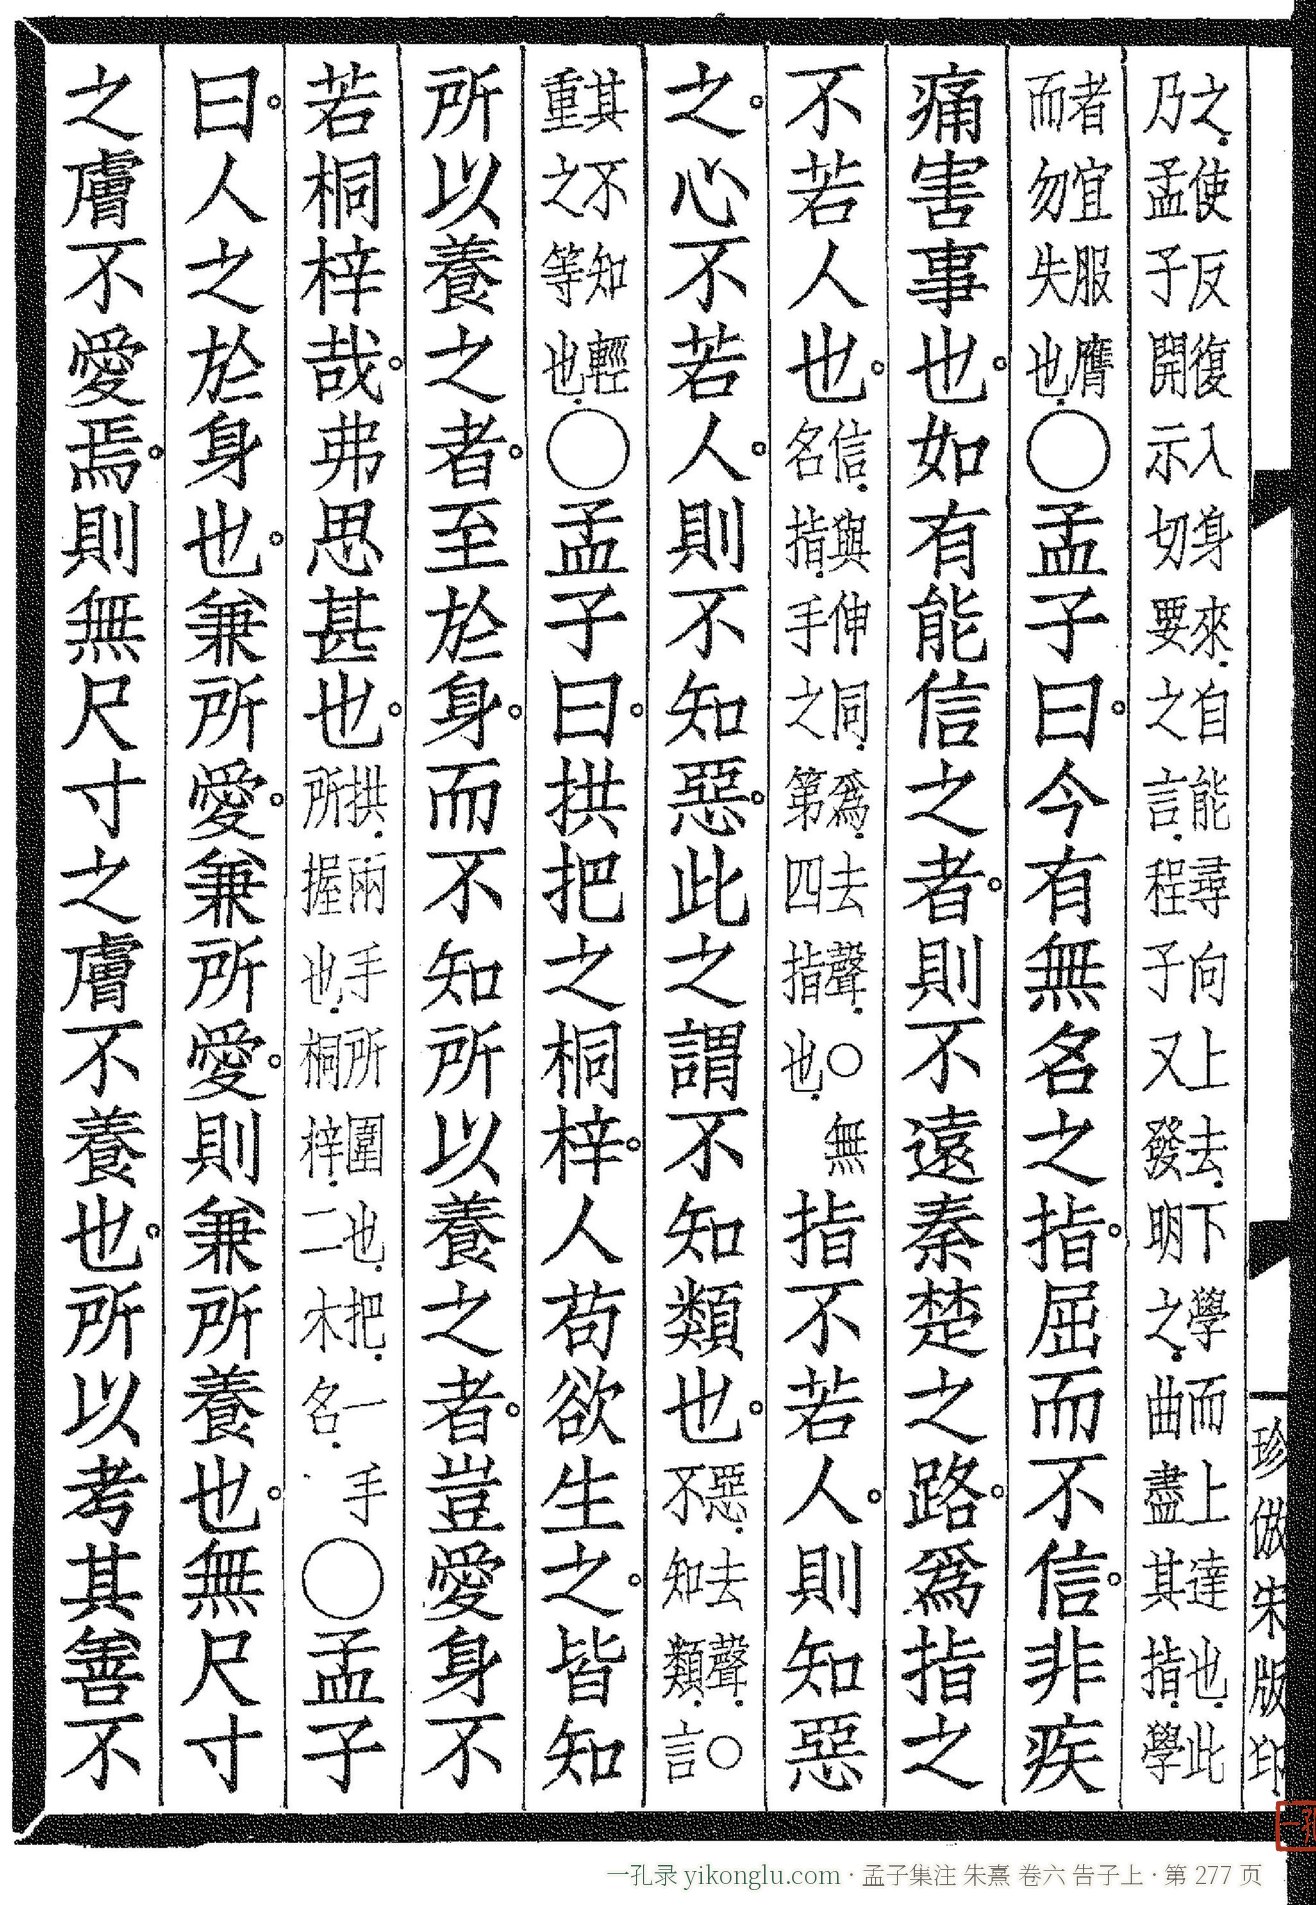 珍倣宋版印
之。使反復入身來。自能尋向上去。下學而上達也。此
乃孟子開示切要之言。程子又發明之。曲盡其指。學
者宜服膺
而勿失也。
○孟子曰。今有無名之指。屈而不信。非疾
痛害事也。如有能信之者。則不遠秦楚之路。爲指之
不若人也。
信。與伸同。爲。去聲。○無
名指。手之第四指也。
指不若人。則知惡
之。心不若人。則不知惡。此之謂不知類也。
惡。去聲。○
不知類。言
其不知輕
重之等也。
○孟子曰。拱把之桐梓。人苟欲生之。皆知
所以養之者。至於身。而不知所以養之者。豈愛身不
若桐梓哉。弗思甚也。
拱。兩手所圍也。把。一手
所握也。桐梓。二木名。
○孟子
曰。人之於身也。兼所愛。兼所愛。則兼所養也。無尺寸
之膚不愛焉。則無尺寸之膚不養也。所以考其善不
一孔录 yikonglu.com · 孟子集注 朱熹 卷六 告子上 · 第 277 页